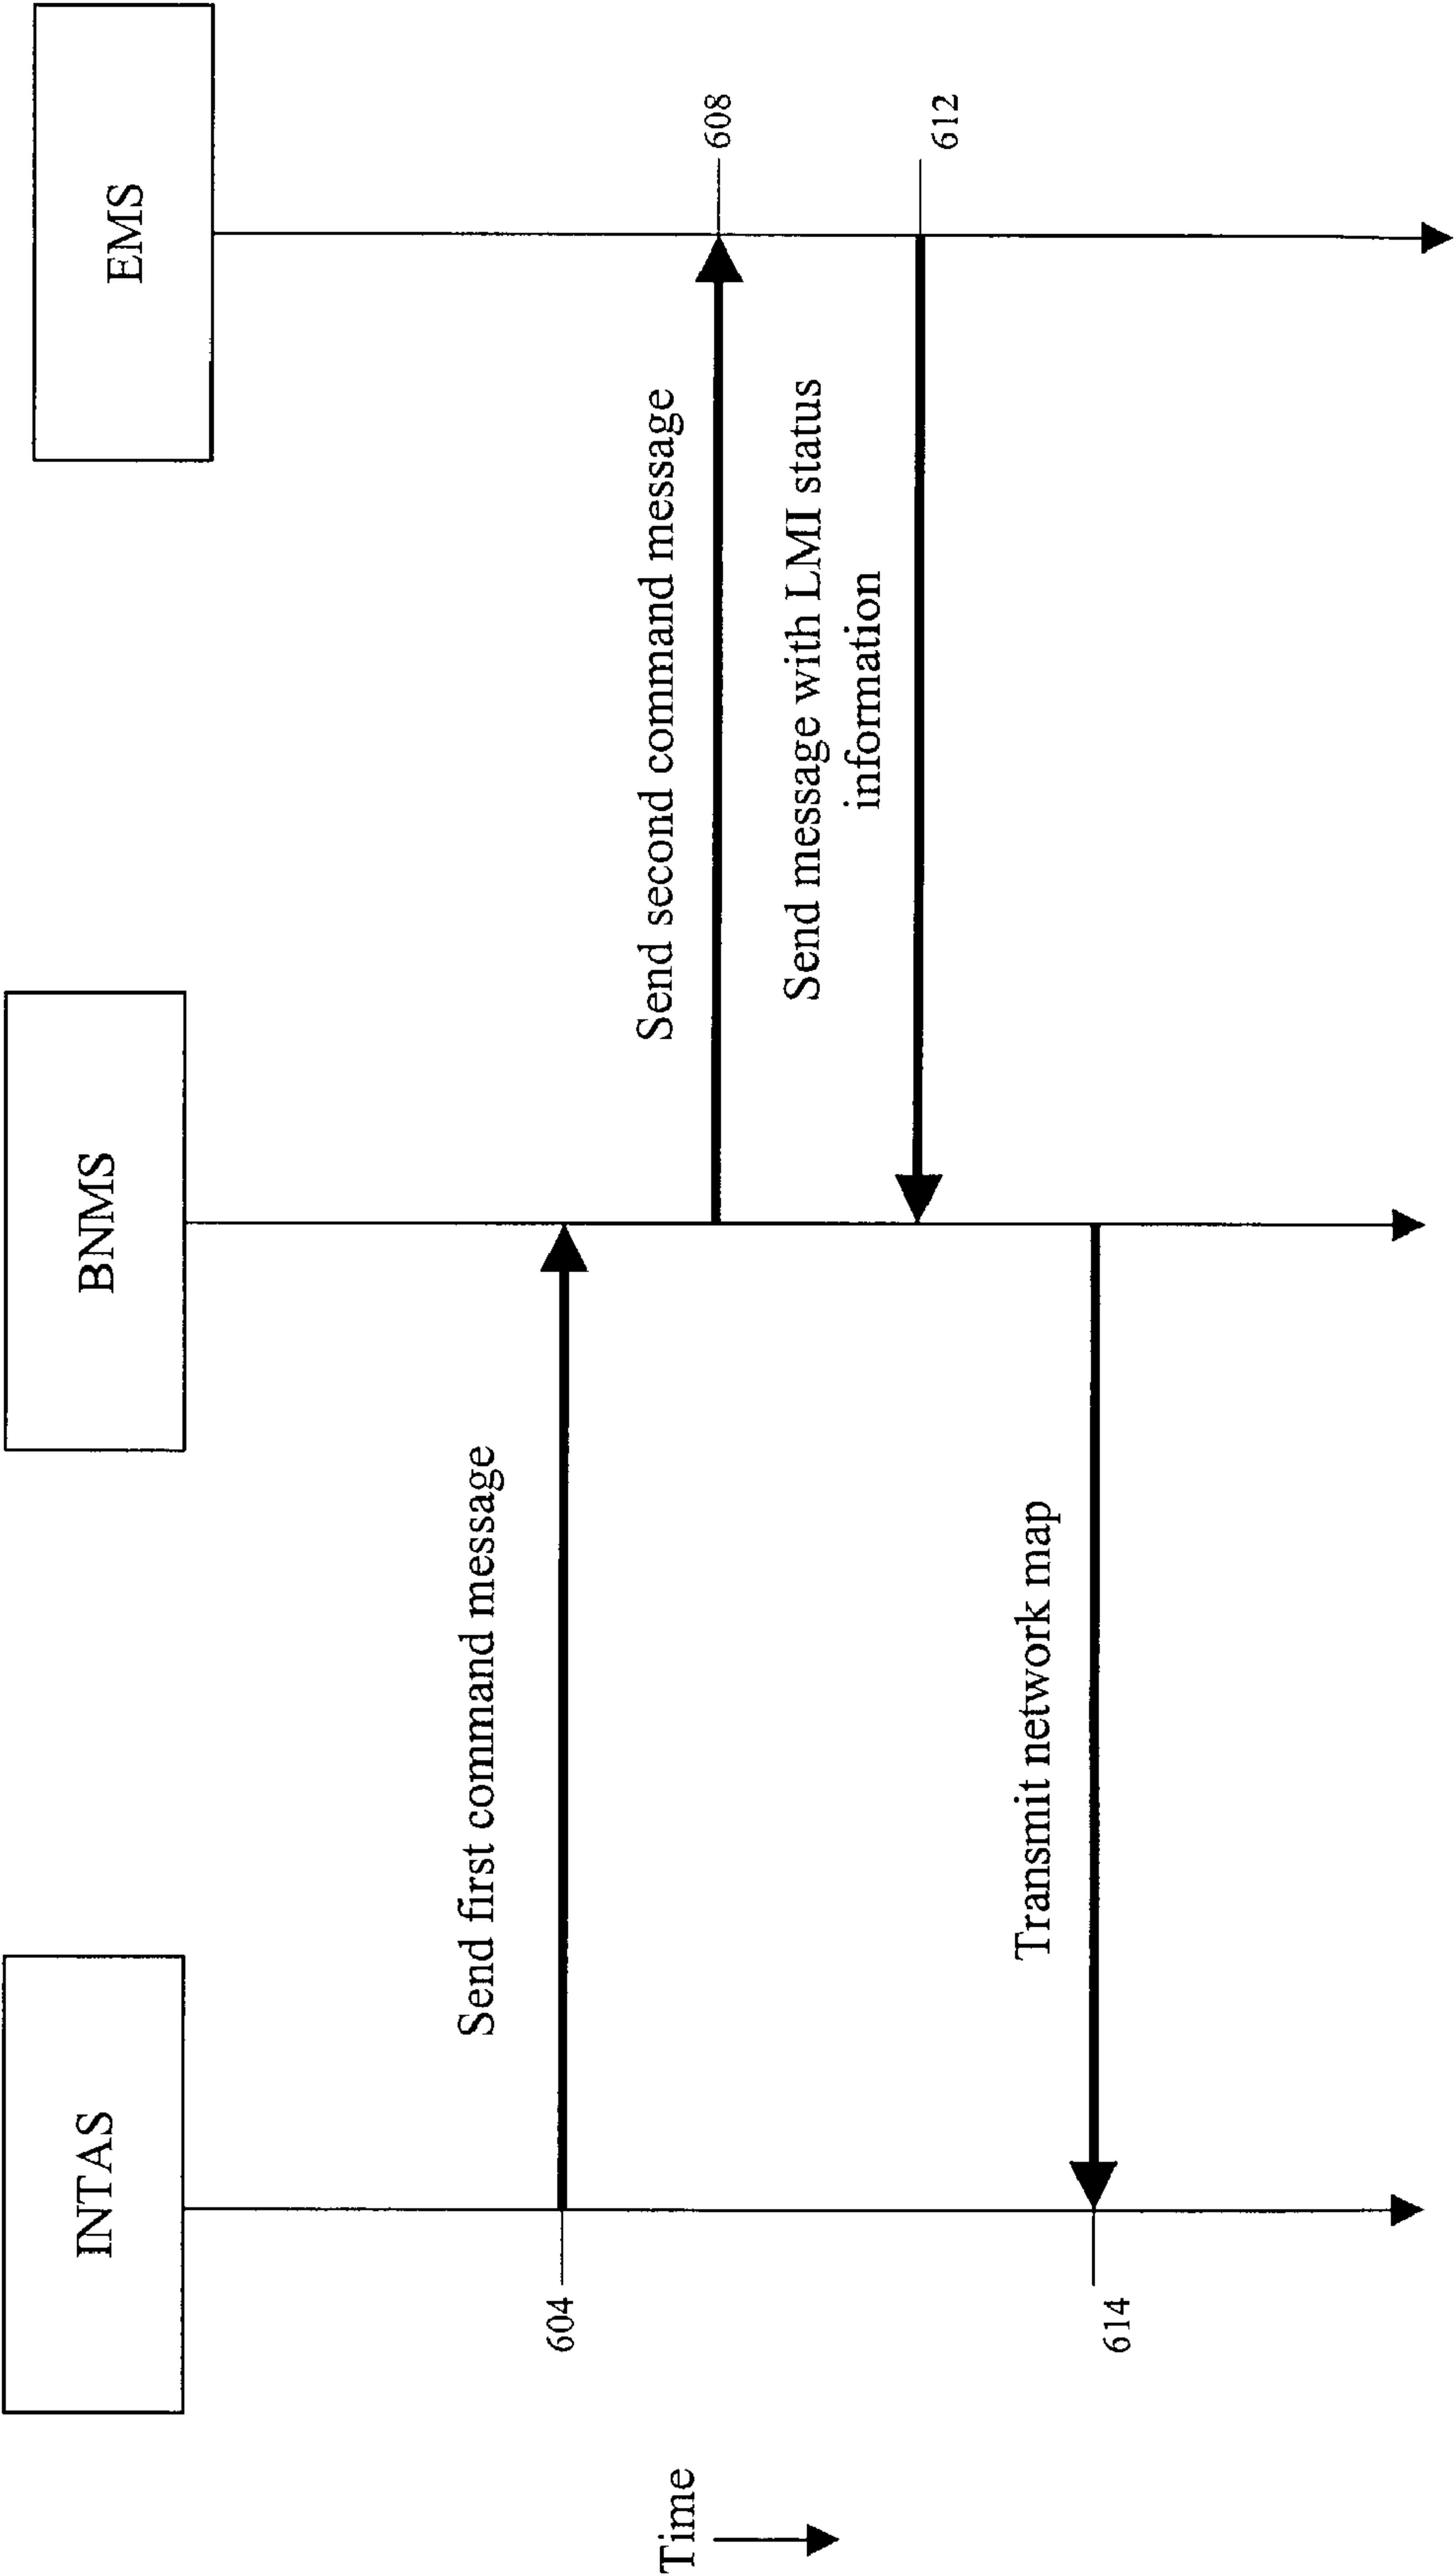 INTAS
BNMS
EMS
Time
604
Send first command message
Send second command message
608
Send message with LMI status
information
612
Transmit network map
614